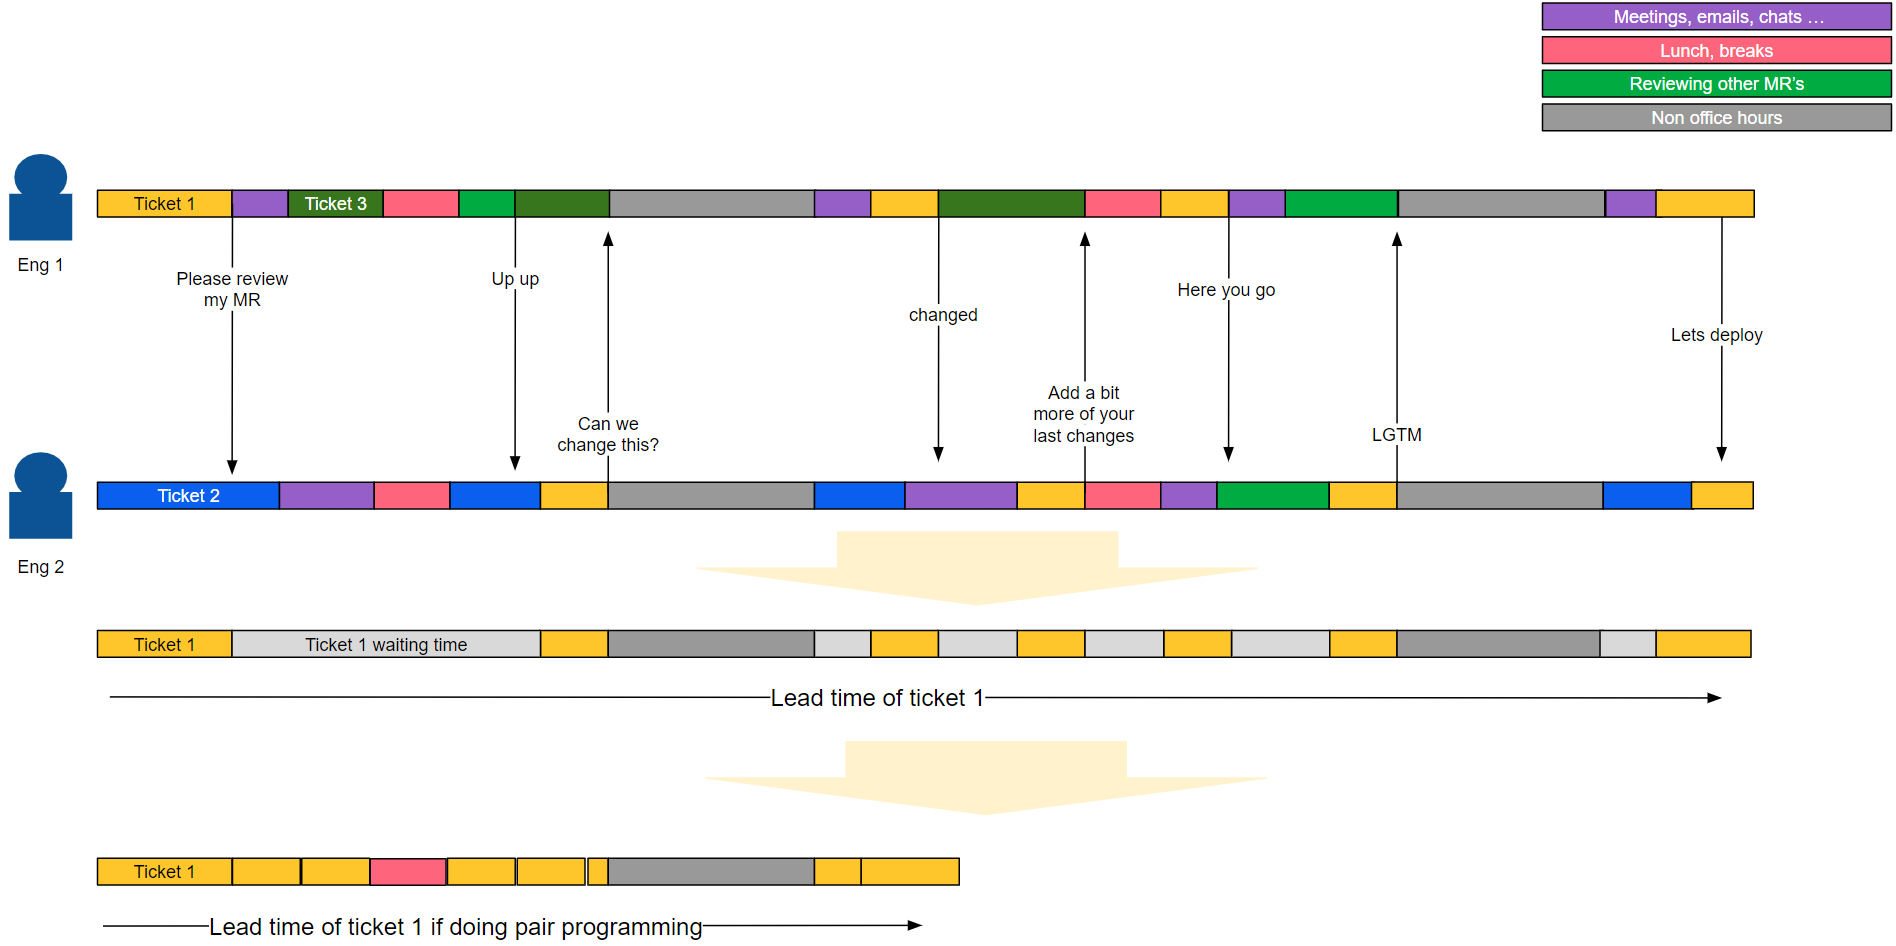 Meetings, emails, chats …
Lunch, breaks
Reviewing other MR's
Non office hours
Ticket 1
Ticket 3
Eng 1
Please review
my MR
Up up
Can we
change this?
changed
Add a bit
more of your
last changes
Here you go
LGTM
Lets deploy
Ticket 2
Eng 2
Ticket 1
Ticket 1 waiting time
Lead time of ticket 1
Ticket 1
Lead time of ticket 1 if doing pair programming